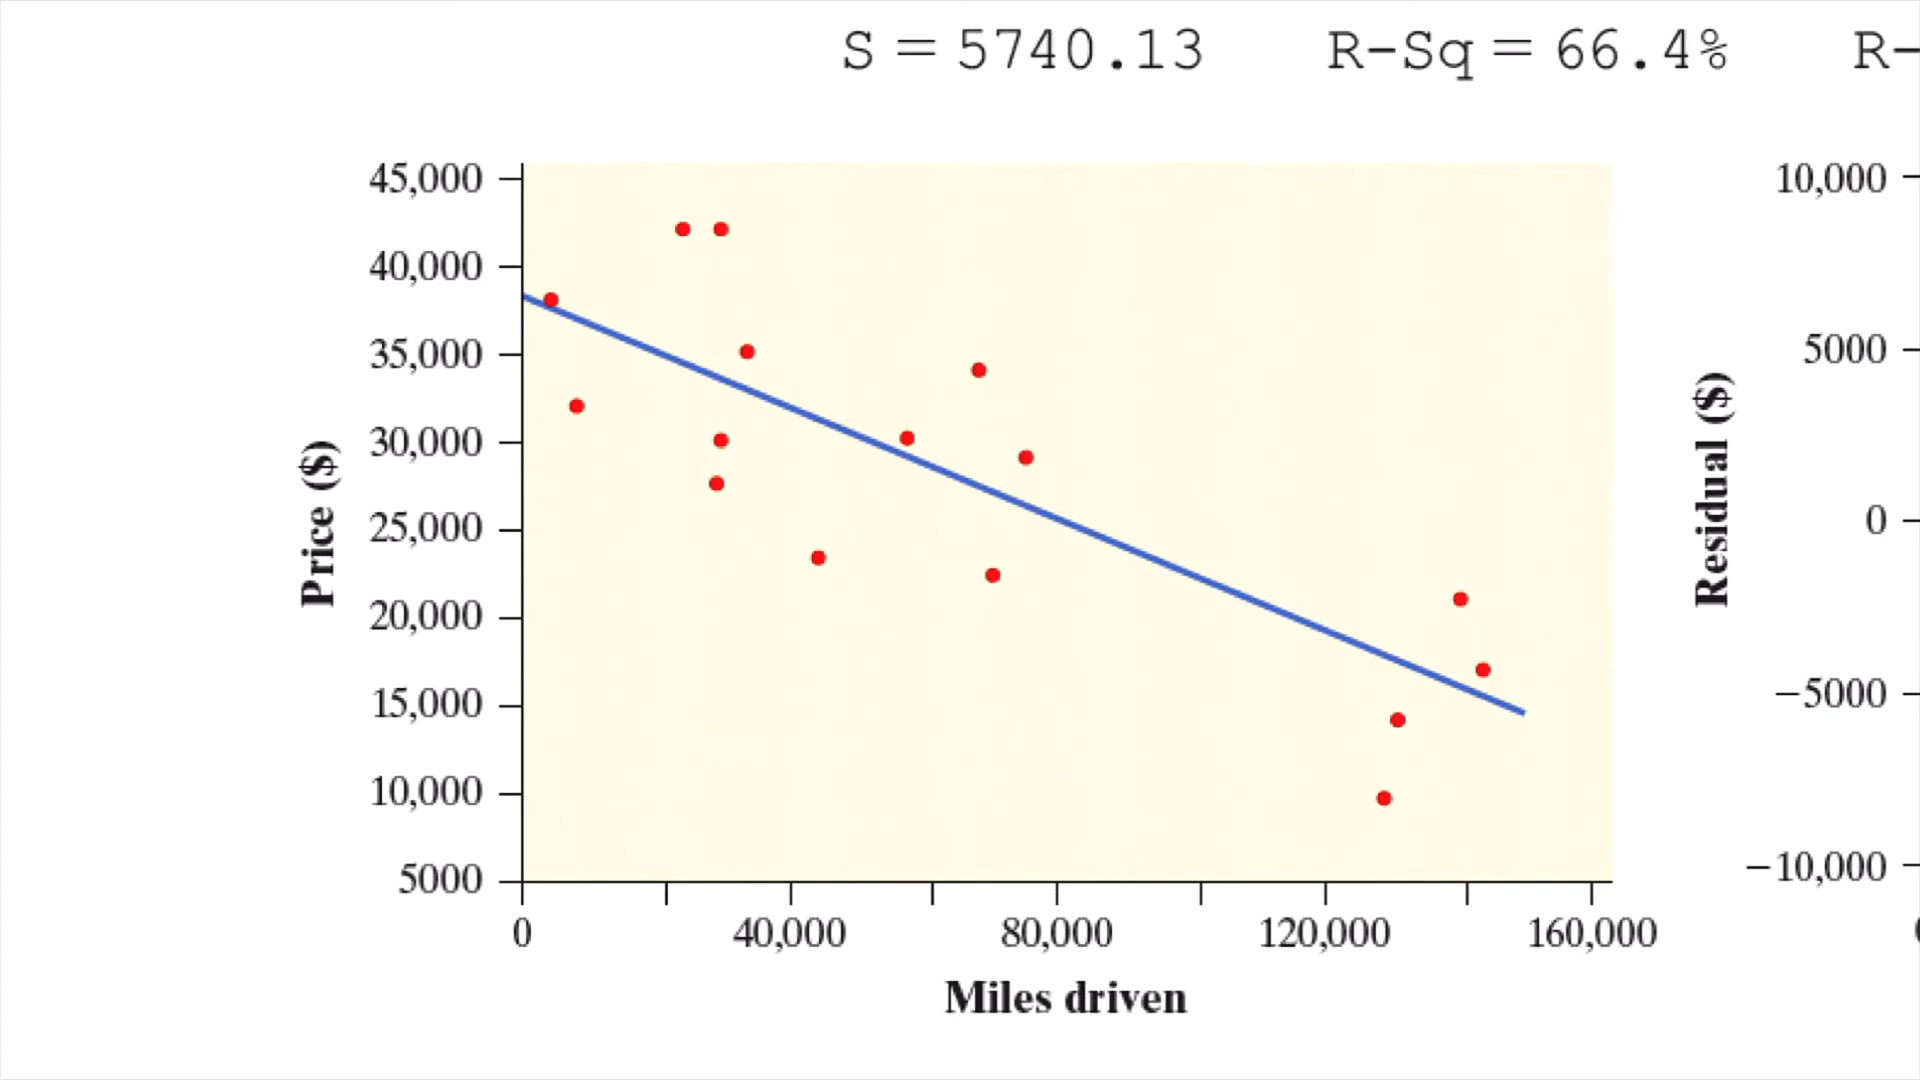 S = 5740.13 R-Sq = 66.4% R-
45,000
40,000
35,000
30,000
25,000
20,000
15,000
10,000
5000
Price ($)
0 40,000 80,000 120,000 160,000
Miles driven
10,000
5000
0
−5000
−10,000
Residual ($)